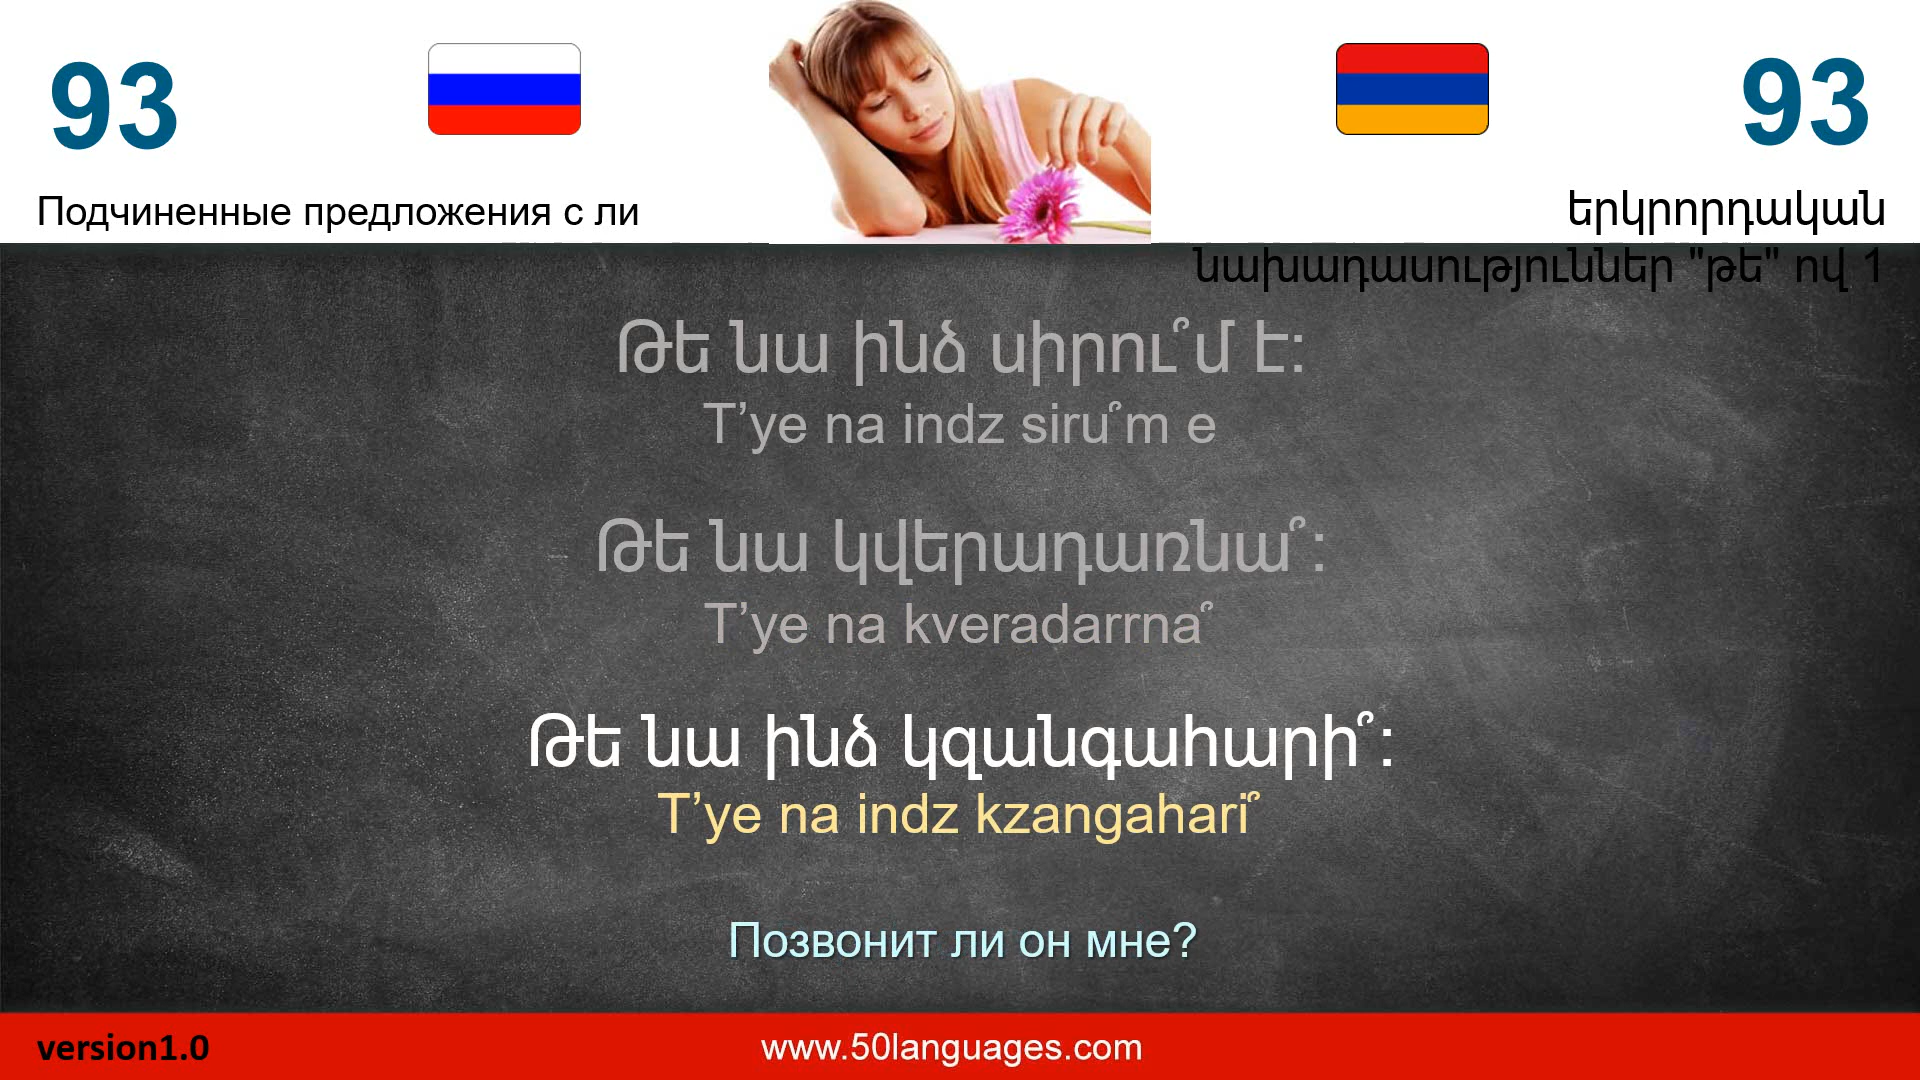 93
93
Подчиненные предложения с ли
երկրորդական
նախադասություններ "թե" ով 1
Թե նա ինձ սիրու՞մ է:
T’ye na indz siru՞m e
Թե նա կվերադառնա՞:
T’ye na kveradarrna՞
Թե նա ինձ կզանգահարի՞:
T’ye na indz kzangahari՞
Позвонит ли он мне?
version1.0
www.50languages.com